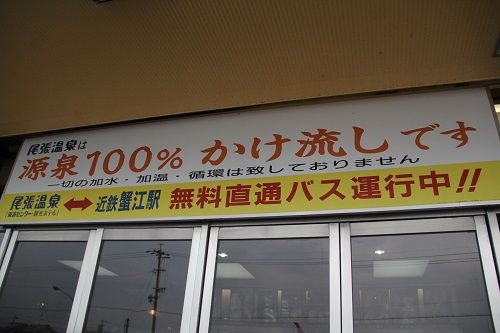 尾張温泉は
源泉100% かけ流しです
一切の加水・加温・循環は致しておりません
尾張温泉 ↔ 近鉄蟹江駅 無料直通バス運行中!!